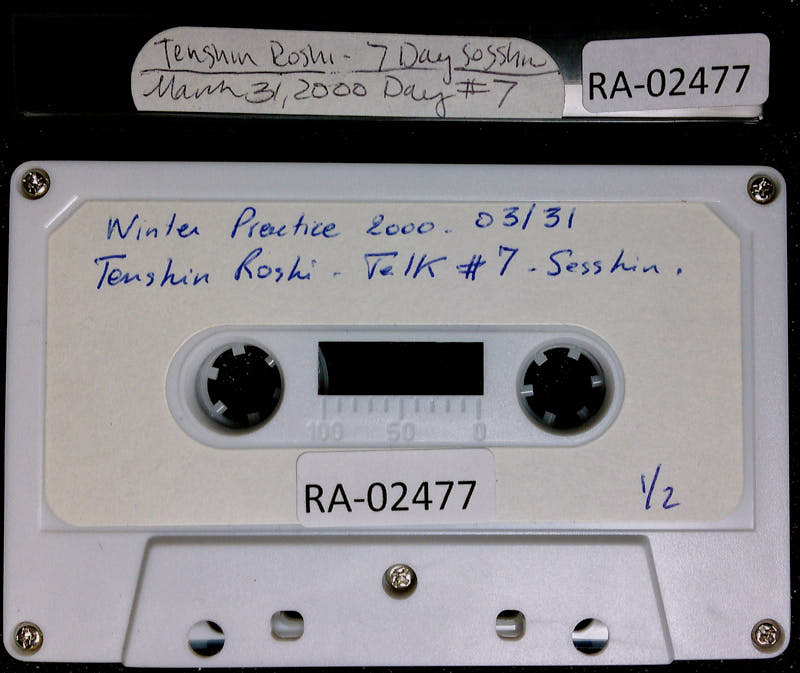 Tenshin Roshi - 7 Day Sesshin
March 31, 2000 Day #7
RA-02477
Winter Practice 2000. 03/31
Tenshin Roshi - Talk #7 - Sesshin.
100 50 0
RA-02477
1/2